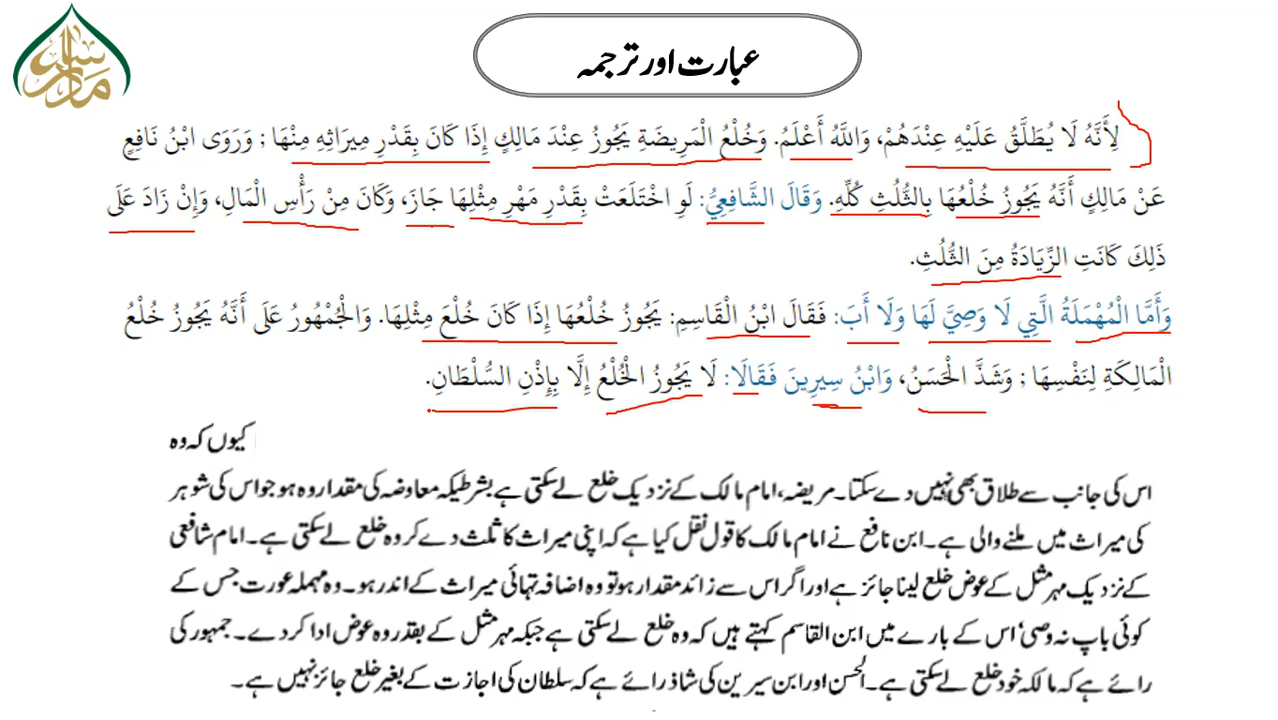 مدارس
عبارت اور ترجمہ
لِأَنَّهُ لَا يُطَلَّقُ عَلَيْهِ عِنْدَهُمْ، وَاللَّهُ أَعْلَمُ. وَخُلْعُ الْمَرِيضَةِ يَجُوزُ عِنْدَ مَالِكٍ إِذَا كَانَ بِقَدْرِ مِيرَاثِهِ مِنْهَا ; وَرَوَى ابْنُ نَافِعٍ
عَنْ مَالِكٍ أَنَّهُ يَجُوزُ خُلْعُهَا بِالثُّلُثِ كُلِّهِ. وَقَالَ الشَّافِعِيُّ: لَوِ اخْتَلَعَتْ بِقَدْرِ مَهْرِ مِثْلِهَا جَازَ، وَكَانَ مِنْ رَأْسِ الْمَالِ، وَإِنْ زَادَ عَلَى
ذَلِكَ كَانَتِ الزِّيَادَةُ مِنَ الثُّلُثِ.
وَأَمَّا الْمُهْمَلَةُ الَّتِي لَا وَصِيَّ لَهَا وَلَا أَبَ: فَقَالَ ابْنُ الْقَاسِمِ: يَجُوزُ خُلْعُهَا إِذَا كَانَ خُلْعَ مِثْلِهَا. وَالْجُمْهُورُ عَلَى أَنَّهُ يَجُوزُ خُلْعُ
الْمَالِكَةِ لِنَفْسِهَا ; وَشَذَّ الْحَسَنُ، وَابْنُ سِيرِينَ فَقَالَا: لَا يَجُوزُ الْخُلْعُ إِلَّا بِإِذْنِ السُّلْطَانِ.
کیوں کہ وہ
اس کی جانب سے طلاق بھی نہیں دے سکتا۔ مریضہ، امام مالک کے نزدیک خلع لے سکتی ہے بشرطیکہ معاوضہ کی مقدار وہ ہو جو اس کی شوہر
کی میراث میں ملنے والی ہے۔ ابن نافع نے امام مالک کا قول نقل کیا ہے کہ اپنی میراث کا ثلث دے کر وہ خلع لے سکتی ہے۔ امام شافعی
کے نزدیک مہر مثل کے عوض خلع لینا جائز ہے اور اگر اس سے زائد مقدار ہو تو وہ اضافہ تہائی میراث کے اندر ہو۔ وہ مہملہ عورت جس کے
کوئی باپ نہ وصی' اس کے بارے میں ابن القاسم کہتے ہیں کہ وہ خلع لے سکتی ہے جبکہ مہر مثل کے بقدر وہ عوض ادا کر دے۔ جمہور کی
رائے ہے کہ مالکہ خود خلع لے سکتی ہے۔ الحسن اور ابن سیرین کی شاذ رائے ہے کہ سلطان کی اجازت کے بغیر خلع جائز نہیں ہے۔